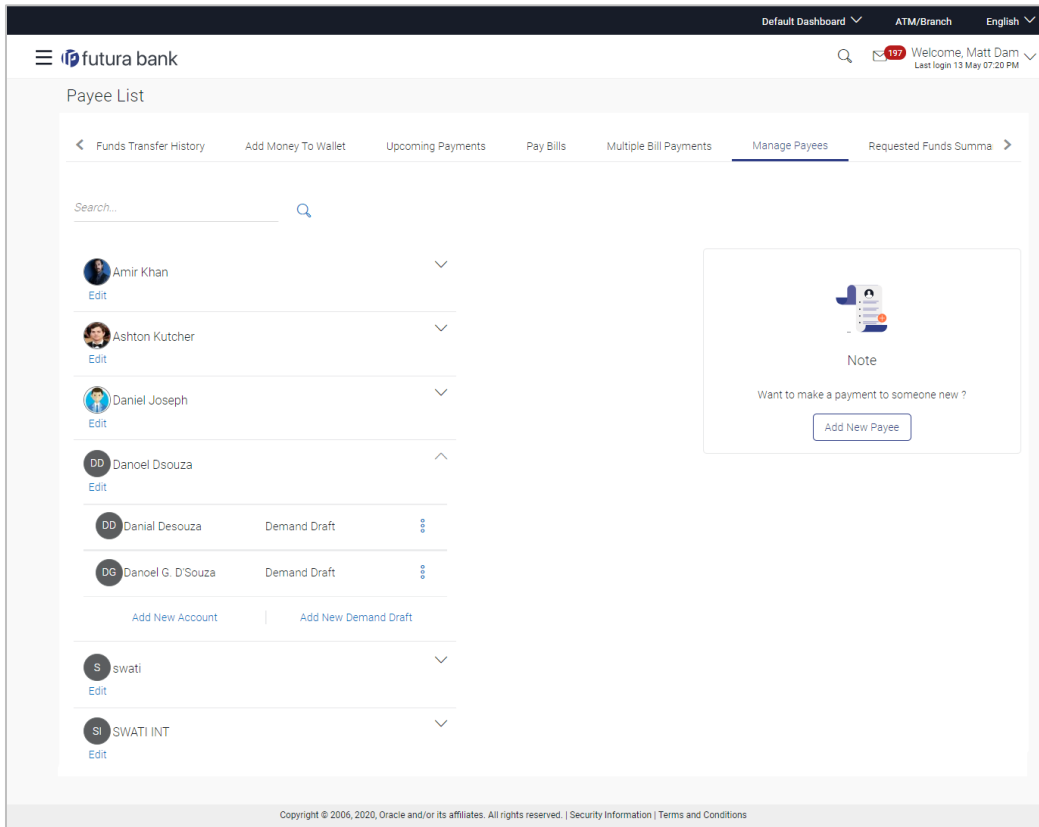 Default Dashboard ATM/Branch English
futura bank 197 Welcome, Matt Dam
Last login 13 May 07:20 PM
Payee List
Funds Transfer History Add Money To Wallet Upcoming Payments Pay Bills Multiple Bill Payments Manage Payees Requested Funds Summa
Search...
Amir Khan
Edit
Ashton Kutcher
Edit
Daniel Joseph
Edit
DD Danoel Dsouza
Edit
DD Danial Desouza Demand Draft
DG Danoel G. D'Souza Demand Draft
Add New Account Add New Demand Draft
S swati
Edit
SI SWATI INT
Edit
Note
Want to make a payment to someone new ?
Add New Payee
Copyright © 2006, 2020, Oracle and/or its affiliates. All rights reserved. | Security Information | Terms and Conditions